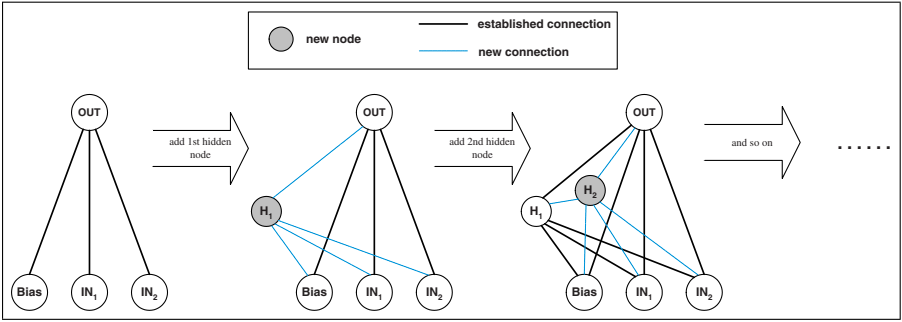 new node
established connection
new connection
OUT
add 1st hidden
node
Bias
IN₁
IN₂
OUT
H₁
add 2nd hidden
node
Bias
IN₁
IN₂
OUT
H₂
H₁
and so on
......
Bias
IN₁
IN₂